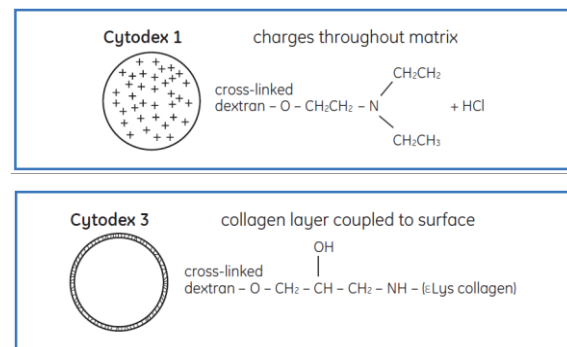 Cytodex 1 charges throughout matrix
CH₂CH₂
cross-linked
dextran – O – CH₂CH₂ – N + HCl
CH₂CH₃
Cytodex 3 collagen layer coupled to surface
OH
cross-linked
dextran – O – CH₂ – CH – CH₂ – NH – (εLys collagen)